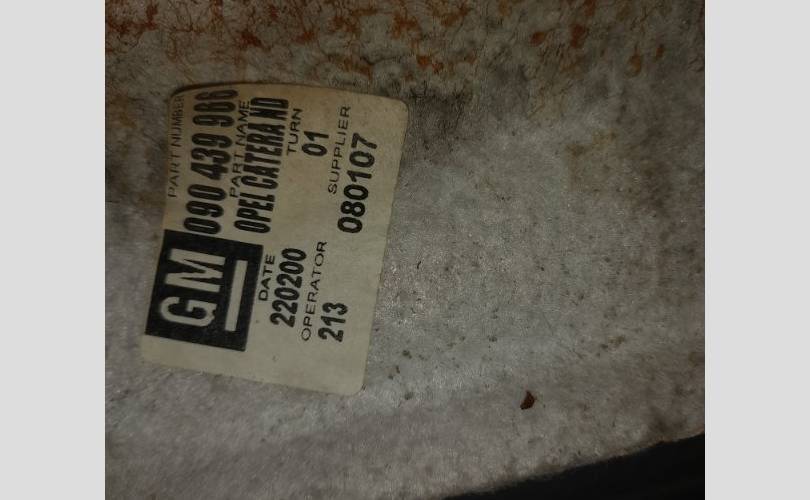 GM
PART NUMBER
090 439 966
PART NAME
OPEL CATERA ND
DATE
TURN
220200
01
OPERATOR
SUPPLIER
213
080107